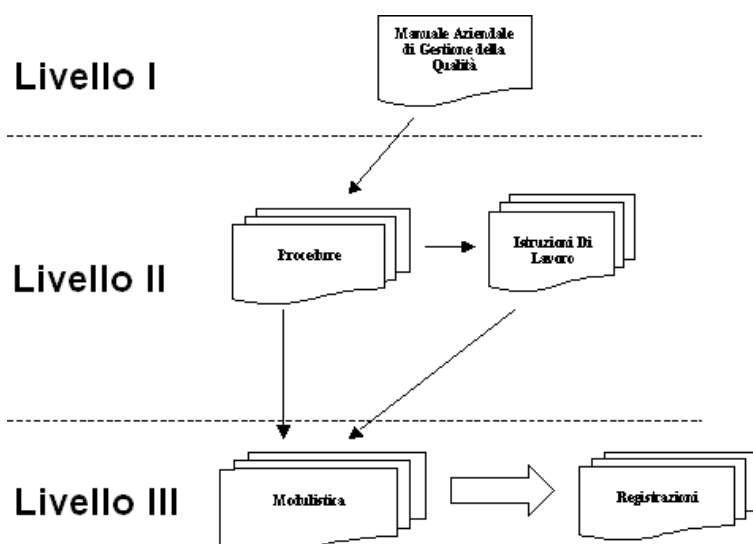 Livello I
Manuale Aziendale
di Gestione della
Qualità
Livello II
Procedure
Istruzioni Di
Lavoro
Livello III
Modulistica
Registrazioni